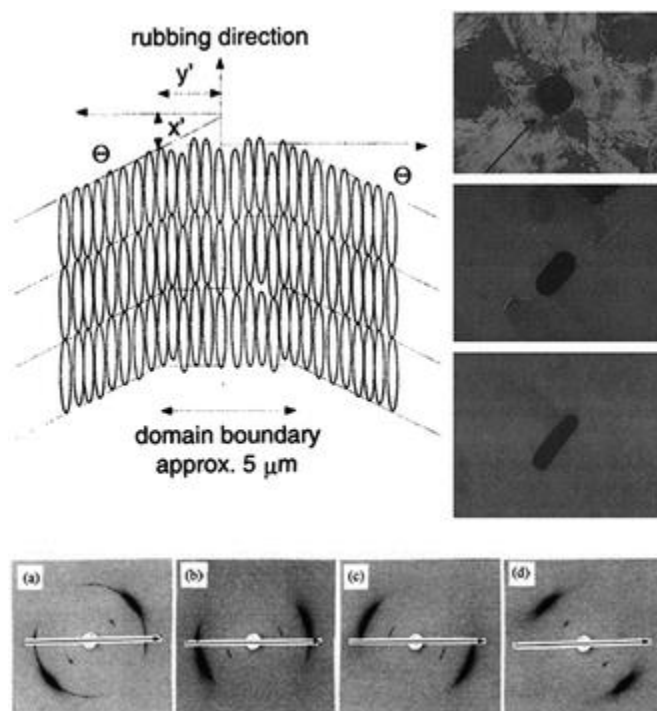 rubbing direction
y'
x'
Θ
Θ
domain boundary
approx. 5 μm
(a)
(b)
(c)
(d)